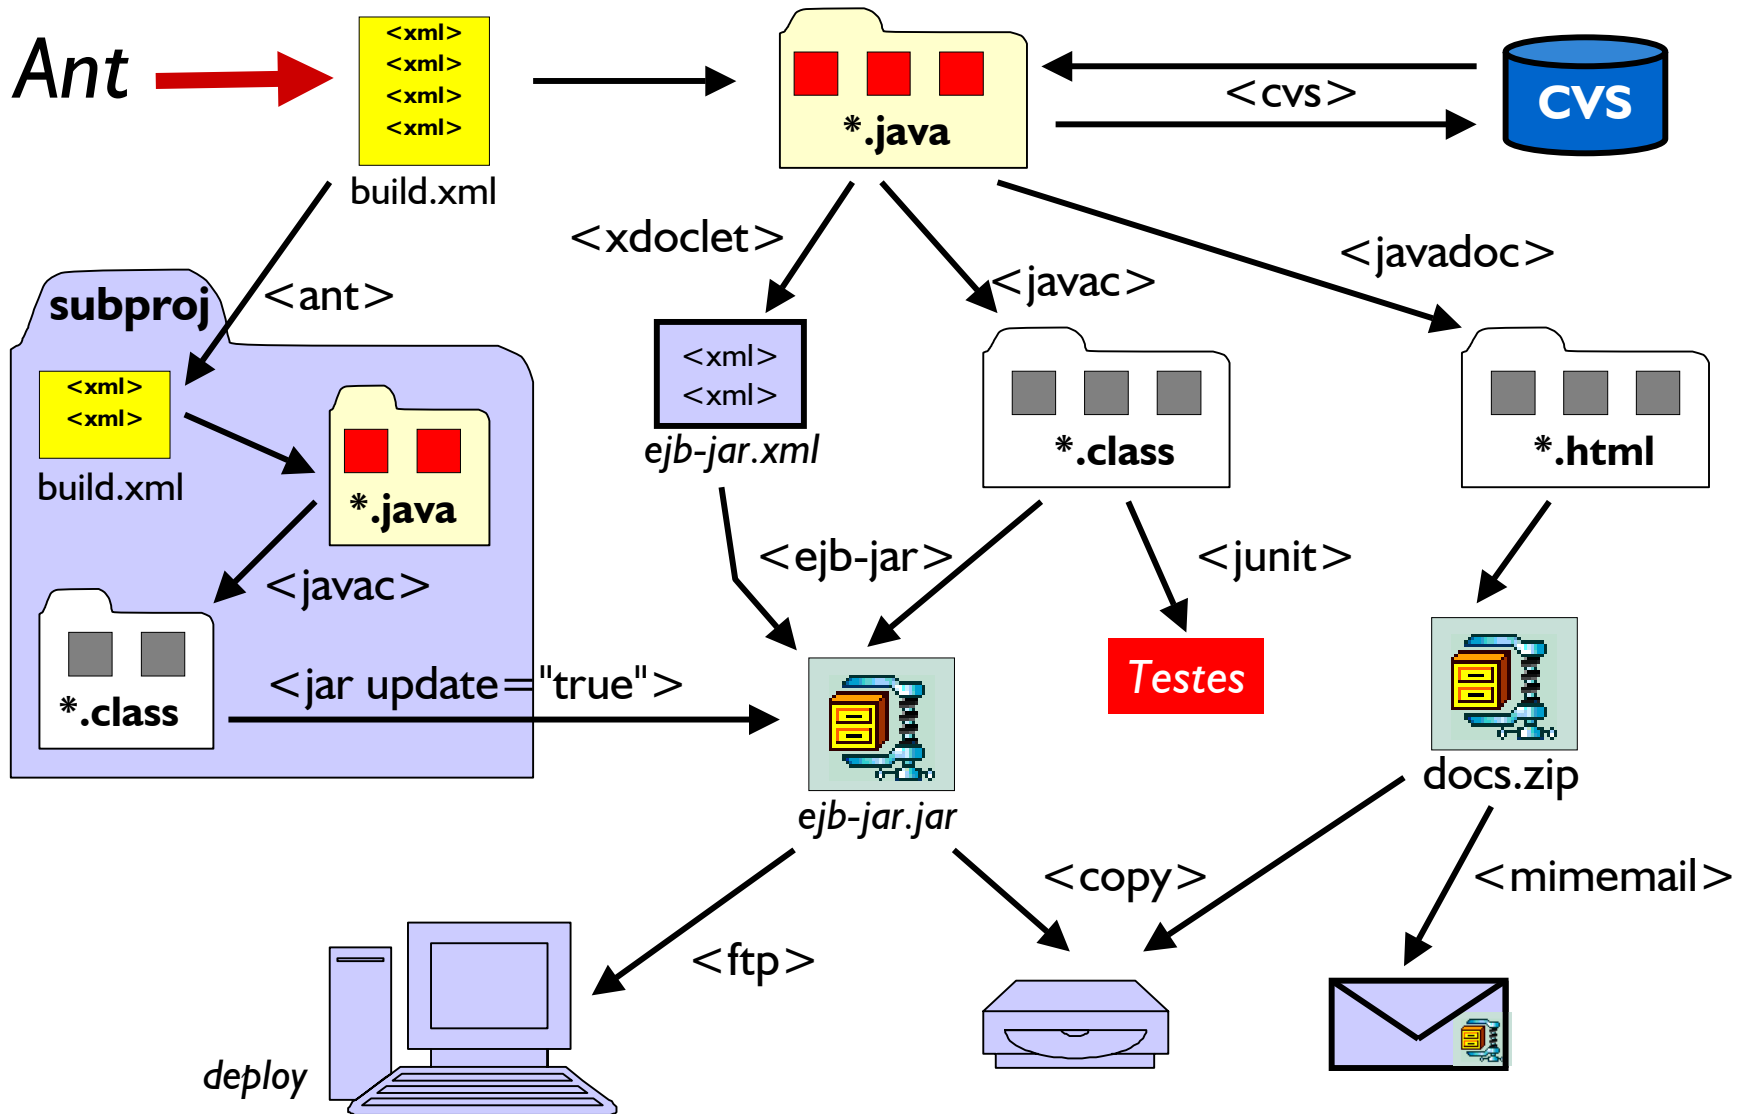 Ant
<xml>
<xml>
<xml>
<xml>
build.xml
*.java
<cvs>
CVS
<xdoclet>
<javac>
<javadoc>
subproj
<ant>
<xml>
<xml>
build.xml
*.java
<javac>
*.class
<jar update="true">
<xml>
<xml>
ejb-jar.xml
*.class
*.html
<ejb-jar>
<junit>
Testes
ejb-jar.jar
docs.zip
<copy>
<mimemail>
<ftp>
deploy